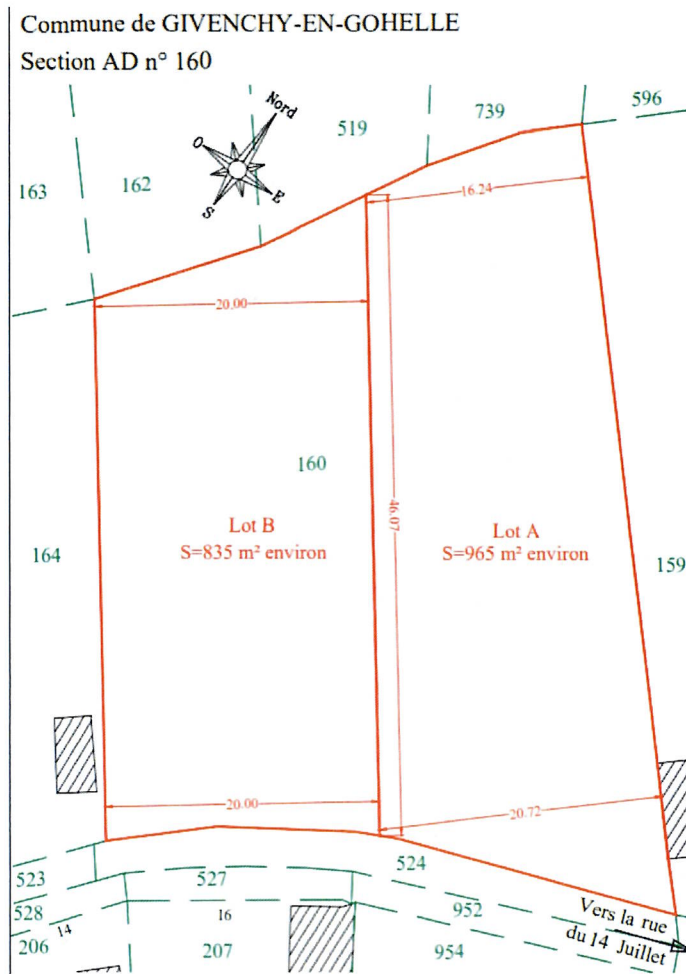 Commune de GIVENCHY-EN-GOHELLE
Section AD n° 160
596
739
519
Nord
O
E
S
163
162
16.24
20.00
160
46.07
Lot B
S=835 m² environ
Lot A
S=965 m² environ
164
159
20.00
20.72
523
527
524
528
14
16
952
206
207
954
Vers la rue
du 14 Juillet